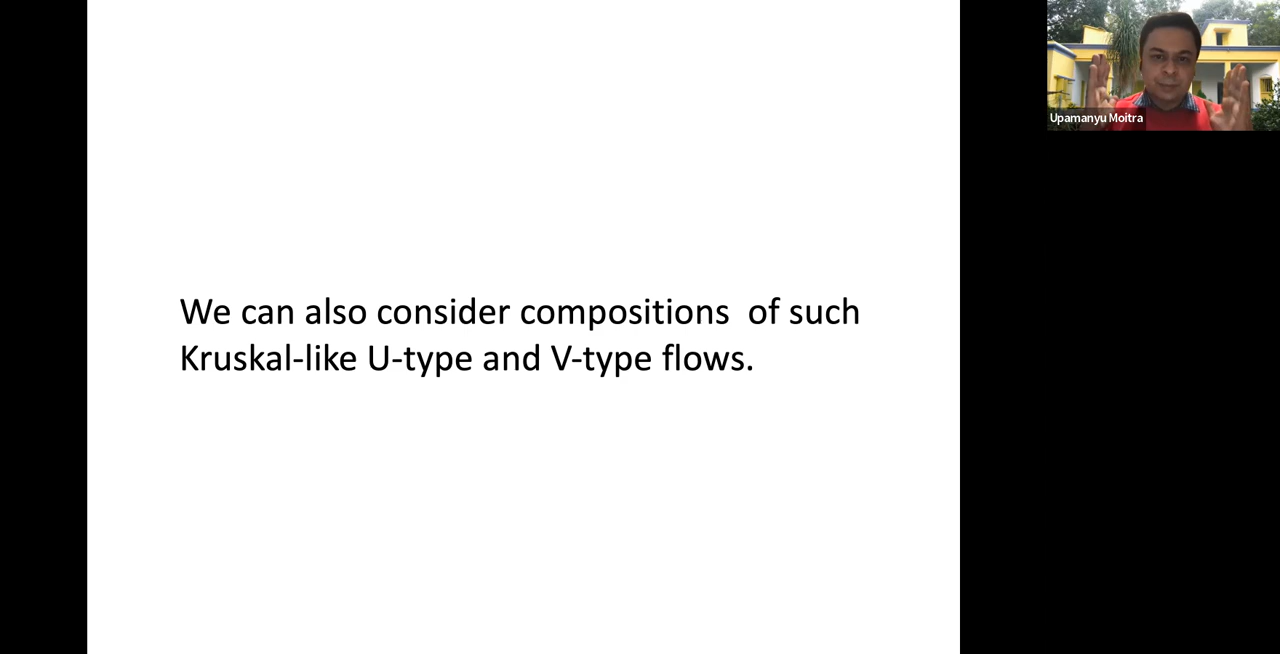 We can also consider compositions  of such
Kruskal-like U-type and V-type flows.
Upamanyu Moitra